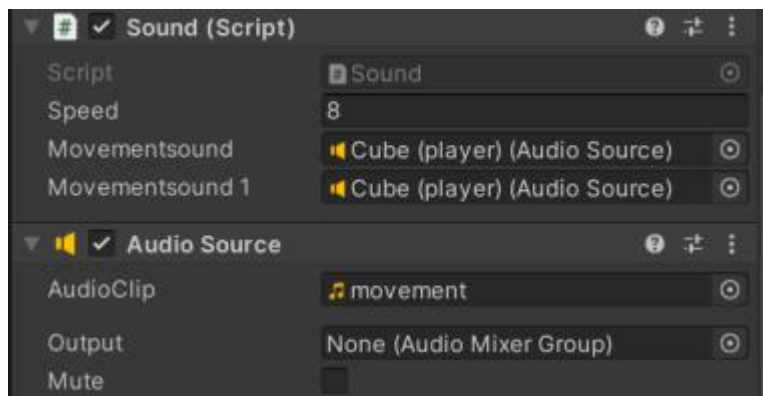 # Sound (Script)
Script Sound
Speed 8
Movementsound Cube (player) (Audio Source)
Movementsound 1 Cube (player) (Audio Source)
Audio Source
AudioClip movement
Output None (Audio Mixer Group)
Mute